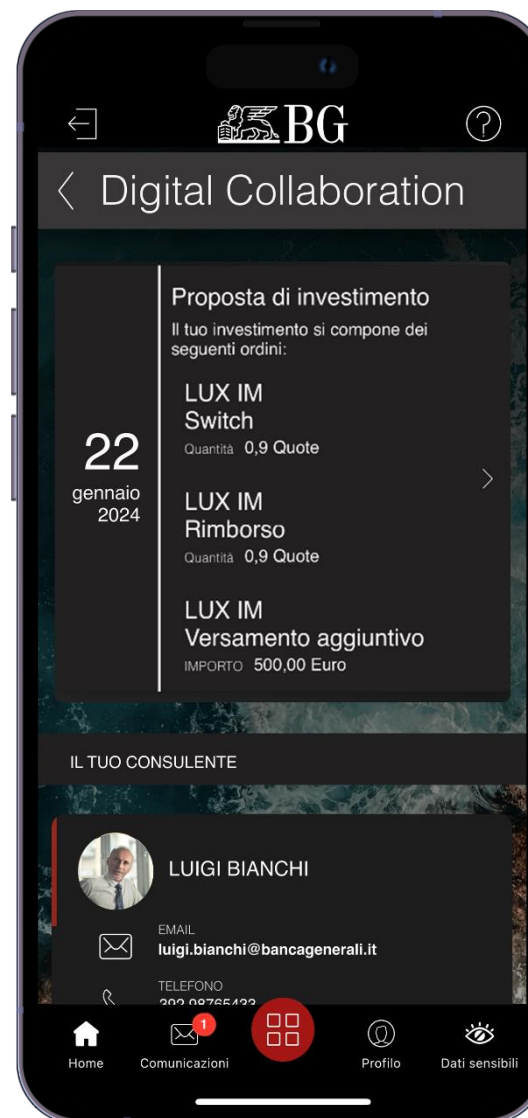 BG
?
Digital Collaboration
22
gennaio
2024
Proposta di investimento
Il tuo investimento si compone dei
seguenti ordini:
LUX IM
Switch
Quantità 0,9 Quote
LUX IM
Rimborso
Quantità 0,9 Quote
LUX IM
Versamento aggiuntivo
IMPORTO 500,00 Euro
IL TUO CONSULENTE
LUIGI BIANCHI
EMAIL
luigi.bianchi@bancagenerali.it
TELEFONO
392 98765433
1
Home
Comunicazioni
Profilo
Dati sensibili